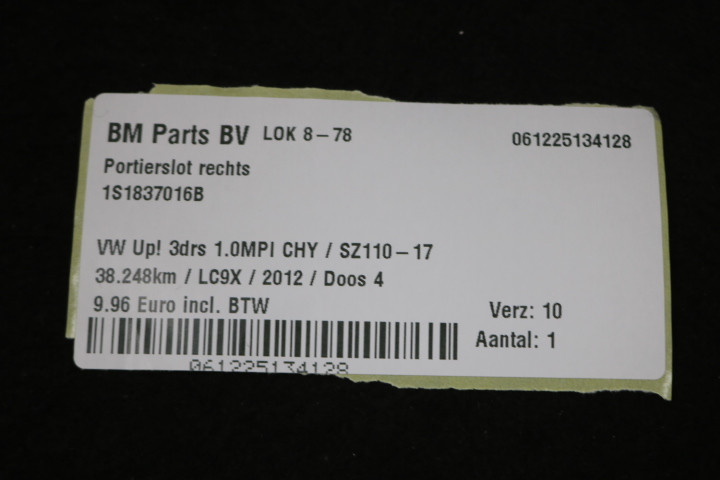 BM Parts BV LOK 8-78 061225134128
Portierslot rechts
1S1837016B
VW Up! 3drs 1.0MPI CHY / SZ110-17
38.248km / LC9X / 2012 / Doos 4
9.96 Euro incl. BTW
Verz: 10
Aantal: 1
061225134128